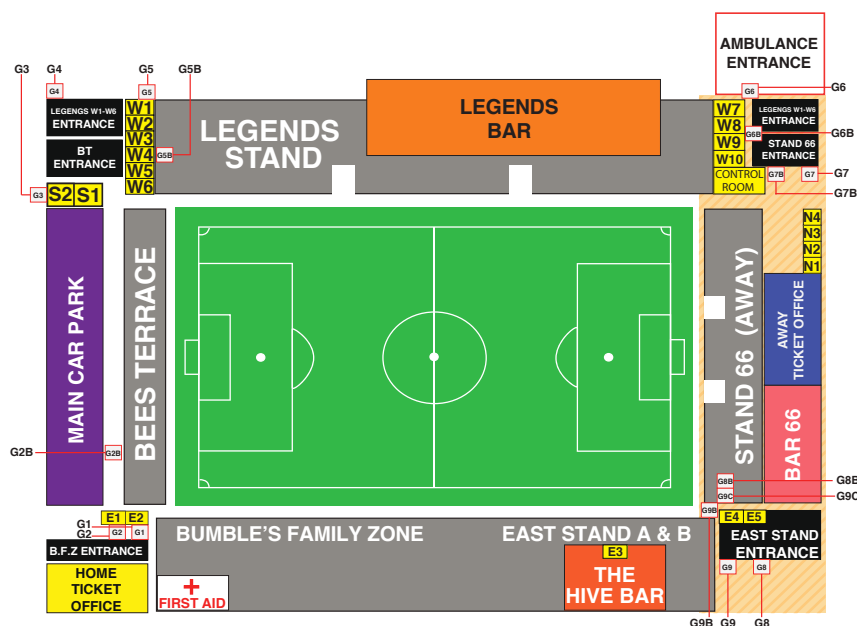 AMBULANCE
ENTRANCE
G3
G4
G5
G5B
G6
G6B
G7
G7B
G4
G5
G6
LEGENGS W1-W6
ENTRANCE
BT
ENTRANCE
W1
W2
W3
W4
W5
W6
G5B
LEGENDS
STAND
LEGENDS
BAR
W7
W8
W9
W10
CONTROL
ROOM
G6B
LEGENGS W1-W6
ENTRANCE
STAND 66
ENTRANCE
G7B
G7
G3
S2 S1
MAIN CAR PARK
BEES TERRACE
STAND 66 (AWAY)
N4
N3
N2
N1
AWAY
TICKET OFFICE
BAR 66
G2B
G2B
G8B
G8B
G9C
G9C
G9B
G1
G2
E1 E2
G2
G1
B.F.Z ENTRANCE
HOME
TICKET
OFFICE
BUMBLE'S FAMILY ZONE
EAST STAND A & B
FIRST AID
E3
THE
HIVE BAR
E4 E5
EAST STAND
ENTRANCE
G9
G8
G9B
G9
G8